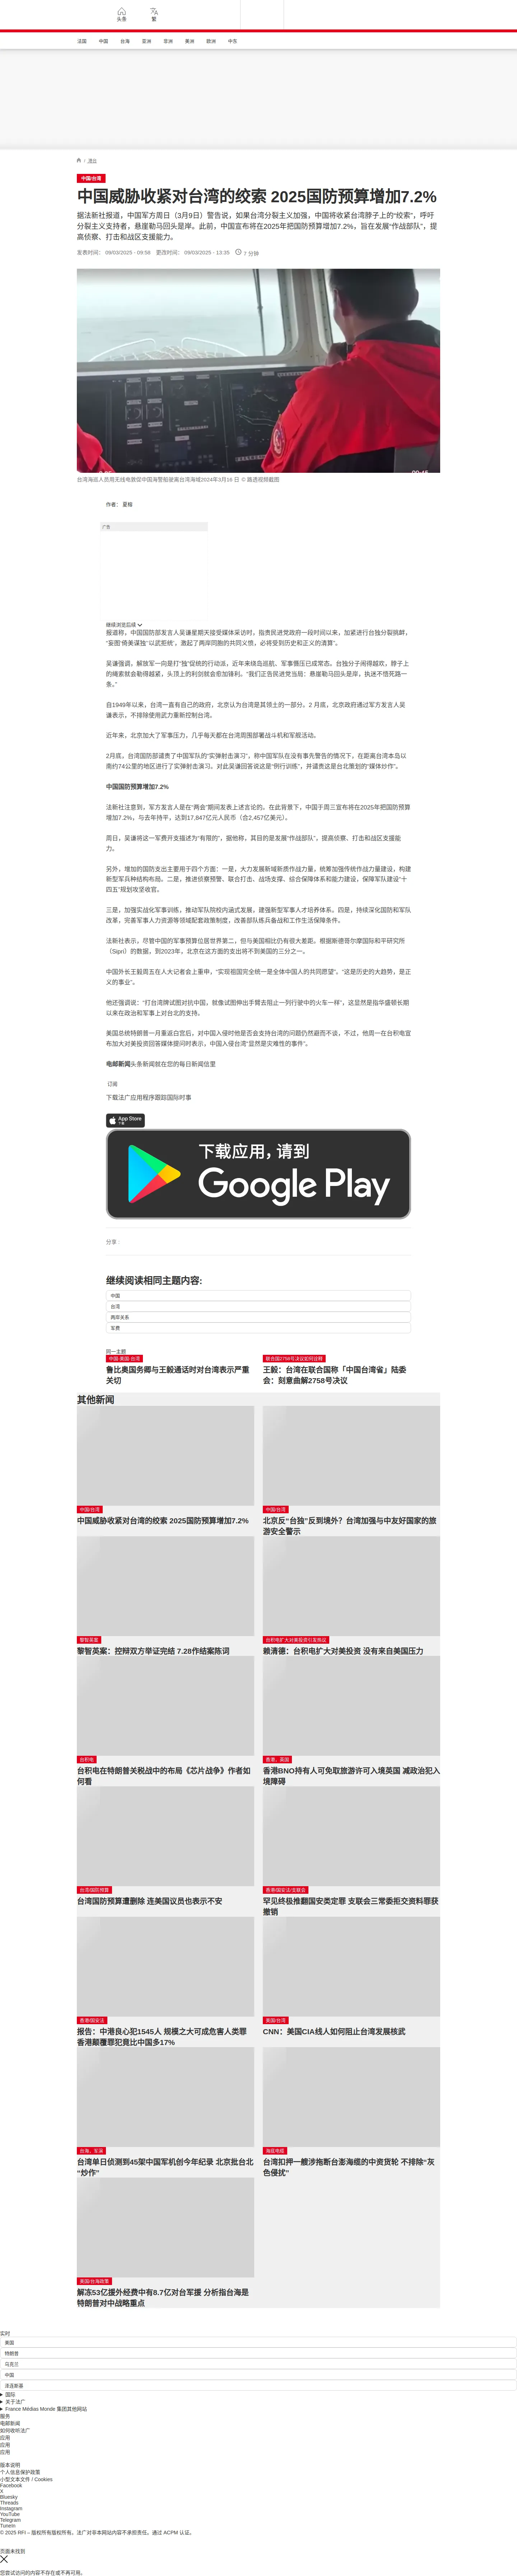 头条
繁
法国
中国
台海
亚洲
非洲
美洲
欧洲
中东
/ 港台
中国/台湾
中国威胁收紧对台湾的绞索 2025国防预算增加7.2%
据法新社报道，中国军方周日（3月9日）警告说，如果台湾分裂主义加强，中国将收紧台湾脖子上的“绞索”，呼吁
分裂主义支持者，悬崖勒马回头是岸。此前，中国宣布将在2025年把国防预算增加7.2%，旨在发展“作战部队”，提
高侦察、打击和战区支援能力。
发表时间： 09/03/2025 - 09:58 更改时间： 09/03/2025 - 13:35 7 分钟
台湾海巡人员用无线电敦促中国海警船驶离台湾海域2024年3月16 日 © 路透视频截图
作者：
广告
继续浏览后续
报道称，中国国防部发言人吴谦星期天接受媒体采访时，指责民进党政府一段时间以来，加紧进行台独分裂挑衅，
“妄图‘倚美谋独’‘以武拒统’，激起了两岸同胞的共同义愤，必将受到历史和正义的清算”。
吴谦强调，解放军一向是打“独”促统的行动派，近年来绕岛巡航、军事慑压已成常态。台独分子闹得越欢，脖子上
的绳索就会勒得越紧，头顶上的利剑就会愈加锋利。“我们正告民进党当局：悬崖勒马回头是岸，执迷不悟死路一
条。”
自1949年以来，台湾一直有自己的政府，北京认为台湾是其领土的一部分。2 月底，北京政府通过军方发言人吴
谦表示，不排除使用武力重新控制台湾。
近年来，北京加大了军事压力，几乎每天都在台湾周围部署战斗机和军舰活动。
2月底，台湾国防部谴责了中国军队的“实弹射击演习”，称中国军队在没有事先警告的情况下，在距离台湾本岛以
南约74公里的地区进行了实弹射击演习。对此吴谦回答说这是“例行训练”，并谴责这是台北策划的“媒体炒作”。
中国国防预算增加7.2%
法新社注意到，军方发言人是在“两会”期间发表上述言论的。在此背景下，中国于周三宣布将在2025年把国防预算
增加7.2%，与去年持平，达到17,847亿元人民币（合2,457亿美元）。
周日，吴谦将这一军费开支描述为“有限的”，据他称，其目的是发展“作战部队”，提高侦察、打击和战区支援能
力。
另外，增加的国防支出主要用于四个方面：一是，大力发展新域新质作战力量，统筹加强传统作战力量建设，构建
新型军兵种结构布局。二是，推进侦察预警、联合打击、战场支撑、综合保障体系和能力建设，保障军队建设“十
四五”规划攻坚收官。
三是，加强实战化军事训练，推动军队院校内涵式发展，建强新型军事人才培养体系。四是，持续深化国防和军队
改革，完善军事人力资源等领域配套政策制度，改善部队练兵备战和工作生活保障条件。
法新社表示，尽管中国的军事预算位居世界第二，但与美国相比仍有很大差距，根据斯德哥尔摩国际和平研究所
（Sipri）的数据，到2023年，北京在这方面的支出将不到美国的三分之一。
中国外长王毅周五在人大记者会上重申，“实现祖国完全统一是全体中国人的共同愿望”，“这是历史的大趋势，是正
义的事业”。
他还强调说：“打台湾牌试图对抗中国，就像试图伸出手臂去阻止一列行驶中的火车一样”，这显然是指华盛顿长期
以来在政治和军事上对台北的支持。
美国总统特朗普一月重返白宫后，对中国入侵时他是否会支持台湾的问题仍然避而不谈，不过，他周一在台积电宣
布加大对美投资回答媒体提问时表示，中国入侵台湾“显然是灾难性的事件”。
电邮新闻头条新闻就在您的每日新闻信里
订阅
下载法广应用程序跟踪国际时事
App Store
下载应用，请到
Google Play
分享 :
继续阅读相同主题内容:
中国
台湾
两岸关系
军费
同一主题
中国·美国·台湾
鲁比奥国务卿与王毅通话时对台湾表示严重
关切
联合国2758号决议如何诠释
王毅：台湾在联合国称「中国台湾省」陆委
会：刻意曲解2758号决议
其他新闻
中国/台湾
中国威胁收紧对台湾的绞索 2025国防预算增加7.2%
中国/台湾
北京反“台独”反到境外？台湾加强与中友好国家的旅
游安全警示
黎智英案
黎智英案：控辩双方举证完结 7.28作结案陈词
台积电扩大对美投资引发热议
赖清德：台积电扩大对美投资 没有来自美国压力
台积电
台积电在特朗普关税战中的布局《芯片战争》作者如
何看
香港，英国
香港BNO持有人可免取旅游许可入境英国 减政治犯入
境障碍
台湾/国防预算
台湾国防预算遭删除 连美国议员也表示不安
香港/国安法/支联会
罕见终极推翻国安类定罪 支联会三常委拒交资料罪获
撤销
香港/国安法
报告：中港良心犯1545人 规模之大可成危害人类罪
香港颠覆罪犯竟比中国多17%
美国/台湾
CNN：美国CIA线人如何阻止台湾发展核武
台海，军演
台湾单日侦测到45架中国军机创今年纪录 北京批台北
“炒作”
海底电缆
台湾扣押一艘涉拖断台澎海缆的中资货轮 不排除“灰
色侵扰”
美国/台海政策
解冻53亿援外经费中有8.7亿对台军援 分析指台海是
特朗普对中战略重点
实时
美国
特朗普
乌克兰
中国
泽连斯基
国际
关于法广
France Médias Monde 集团其他网站
服务
电邮新闻
如何收听法广
应用
应用
应用
版本说明
个人信息保护政策
小型文本文件 / Cookies
Facebook
X
Bluesky
Threads
Instagram
YouTube
Telegram
TuneIn
© 2025 RFI – 版权所有版权所有。法广对非本网站内容不承担责任。通过 ACPM 认证。
页面未找到
您尝试访问的内容不存在或不再可用。